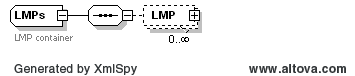 LMPs
LMP
LMP container
0..∞
Generated by XmlSpy www.altova.com